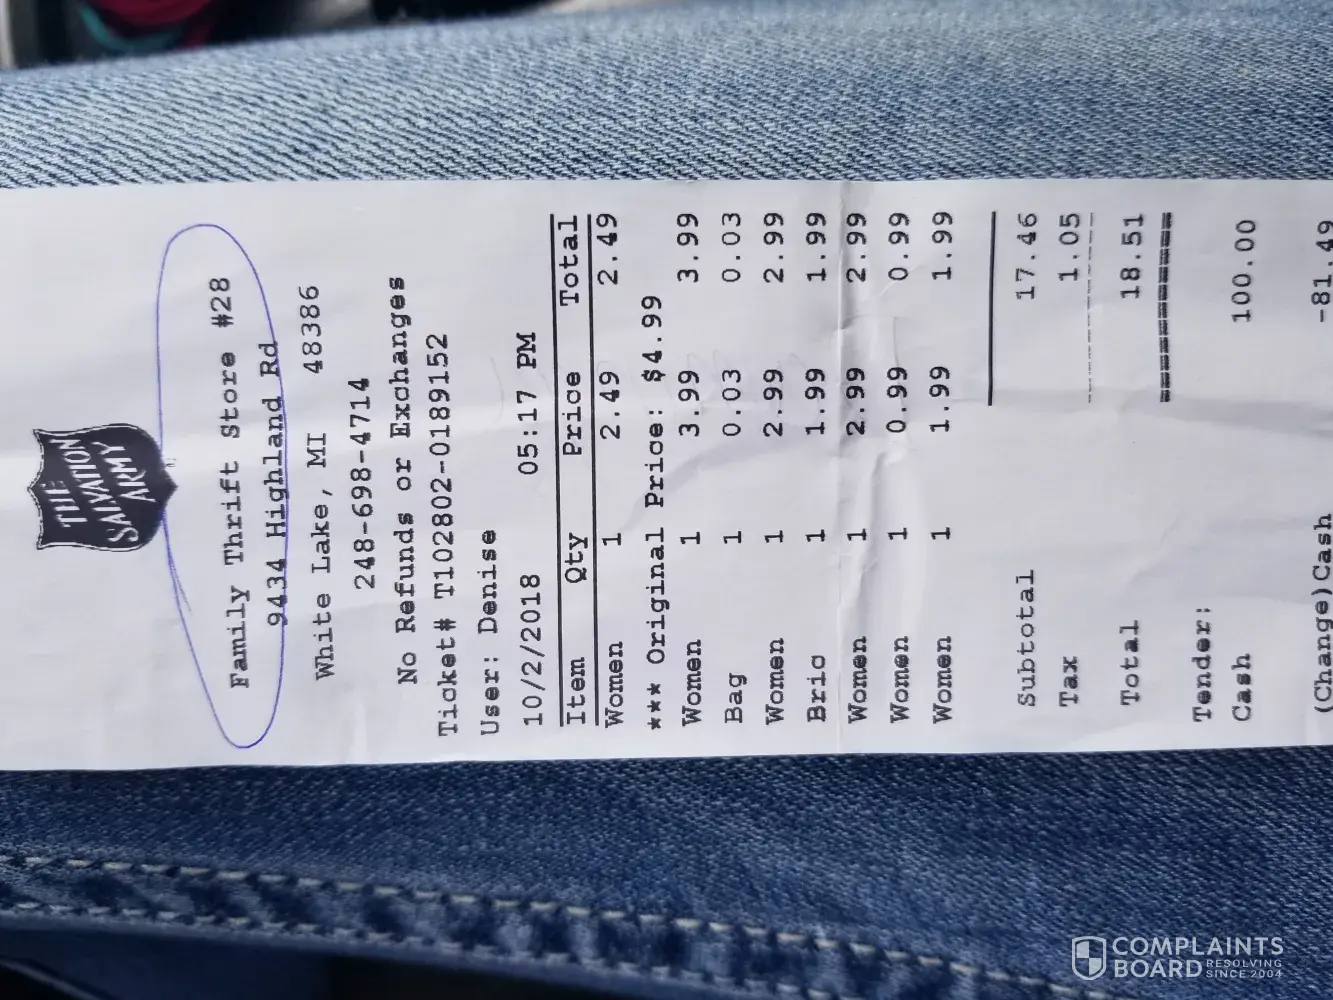 THE
SALVATION
ARMY
Family Thrift Store #28
9434 Highland Rd
White Lake, MI 48386
248-698-4714
No Refunds or Exchanges
Ticket# T102802-0189152
User: Denise
10/2/2018 05:17 PM
Item Qty Price Total
Women 1 2.49 2.49
*** Original Price: $4.99
Women 1 3.99 3.99
Bag 1 0.03 0.03
Women 1 2.99 2.99
Bric 1 1.99 1.99
Women 1 2.99 2.99
Women 1 0.99 0.99
Women 1 1.99 1.99
Subtotal 17.46
Tax 1.05
Total 18.51
Tender:
Cash 100.00
(Change)Cash -81.49
COMPLAINTS
BOARD RESOLVING
SINCE 2004